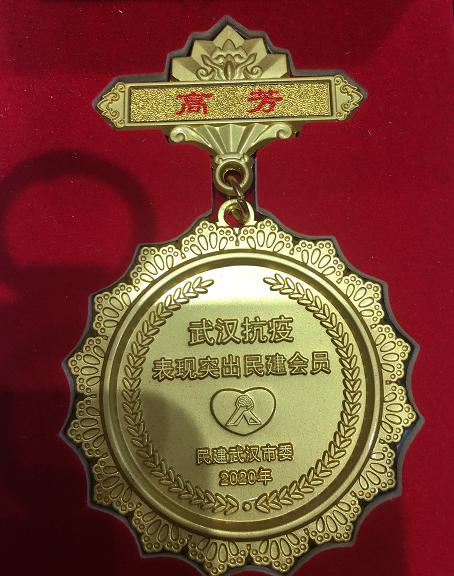 高芳
武汉抗疫
表现突出民建会员
民建武汉市委
2020年